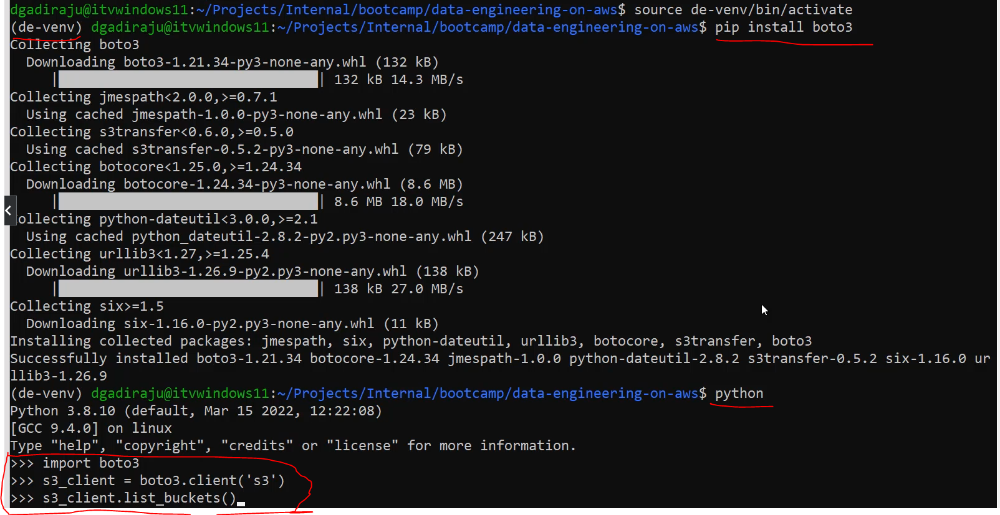 dgadiraju@itvwindows11:~/Projects/Internal/bootcamp/data-engineering-on-aws$ source de-venv/bin/activate
(de-venv) dgadiraju@itvwindows11:~/Projects/Internal/bootcamp/data-engineering-on-aws$ pip install boto3
Collecting boto3
  Downloading boto3-1.21.34-py3-none-any.whl (132 kB)
     |████████████████████████████████| 132 kB 14.3 MB/s
Collecting jmespath<2.0.0,>=0.7.1
  Using cached jmespath-1.0.0-py3-none-any.whl (23 kB)
Collecting s3transfer<0.6.0,>=0.5.0
  Using cached s3transfer-0.5.2-py3-none-any.whl (79 kB)
Collecting botocore<1.25.0,>=1.24.34
  Downloading botocore-1.24.34-py3-none-any.whl (8.6 MB)
     |████████████████████████████████| 8.6 MB 18.0 MB/s
ollecting python-dateutil<3.0.0,>=2.1
  Using cached python_dateutil-2.8.2-py2.py3-none-any.whl (247 kB)
Collecting urllib3<1.27,>=1.25.4
  Downloading urllib3-1.26.9-py2.py3-none-any.whl (138 kB)
     |████████████████████████████████| 138 kB 27.0 MB/s
Collecting six>=1.5
  Downloading six-1.16.0-py2.py3-none-any.whl (11 kB)
Installing collected packages: jmespath, six, python-dateutil, urllib3, botocore, s3transfer, boto3
Successfully installed boto3-1.21.34 botocore-1.24.34 jmespath-1.0.0 python-dateutil-2.8.2 s3transfer-0.5.2 six-1.16.0 ur
llib3-1.26.9
(de-venv) dgadiraju@itvwindows11:~/Projects/Internal/bootcamp/data-engineering-on-aws$ python
Python 3.8.10 (default, Mar 15 2022, 12:22:08)
[GCC 9.4.0] on linux
Type "help", "copyright", "credits" or "license" for more information.
>>> import boto3
>>> s3_client = boto3.client('s3')
>>> s3_client.list_buckets()